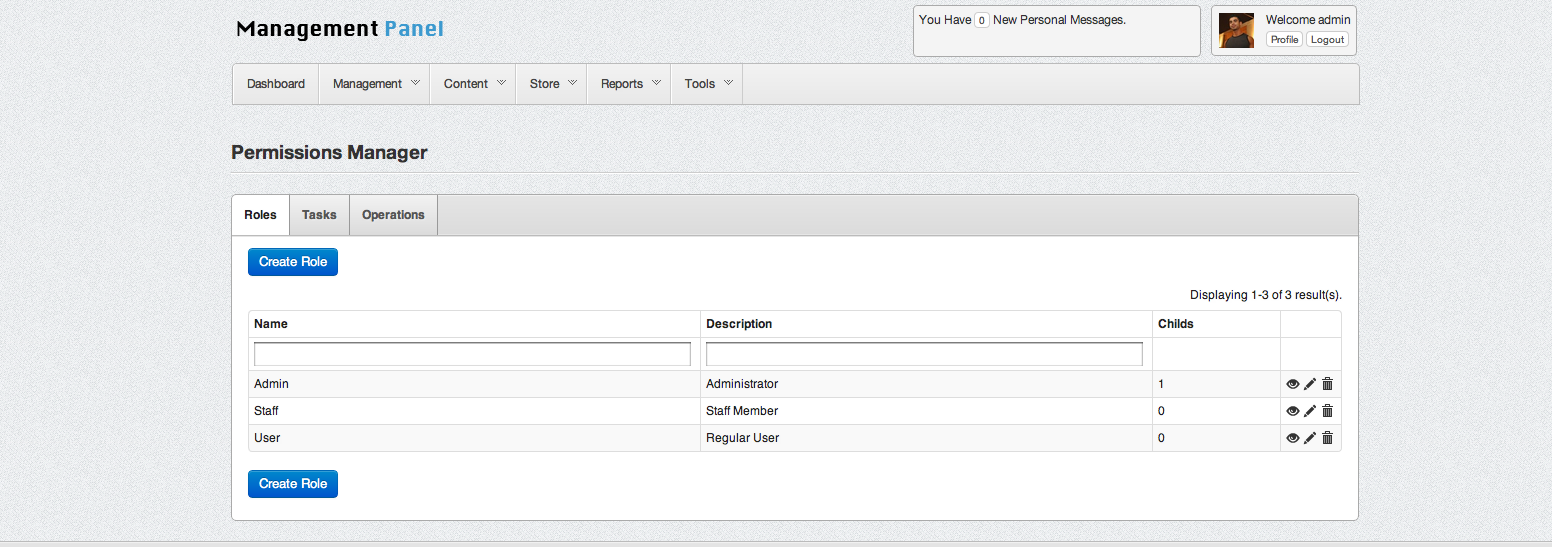 Management Panel
You Have 0 New Personal Messages.
Welcome admin
Profile Logout
Dashboard Management Content Store Reports Tools
Permissions Manager
Roles Tasks Operations
Create Role
Displaying 1-3 of 3 result(s).
Name Description Childs
Admin Administrator 1
Staff Staff Member 0
User Regular User 0
Create Role